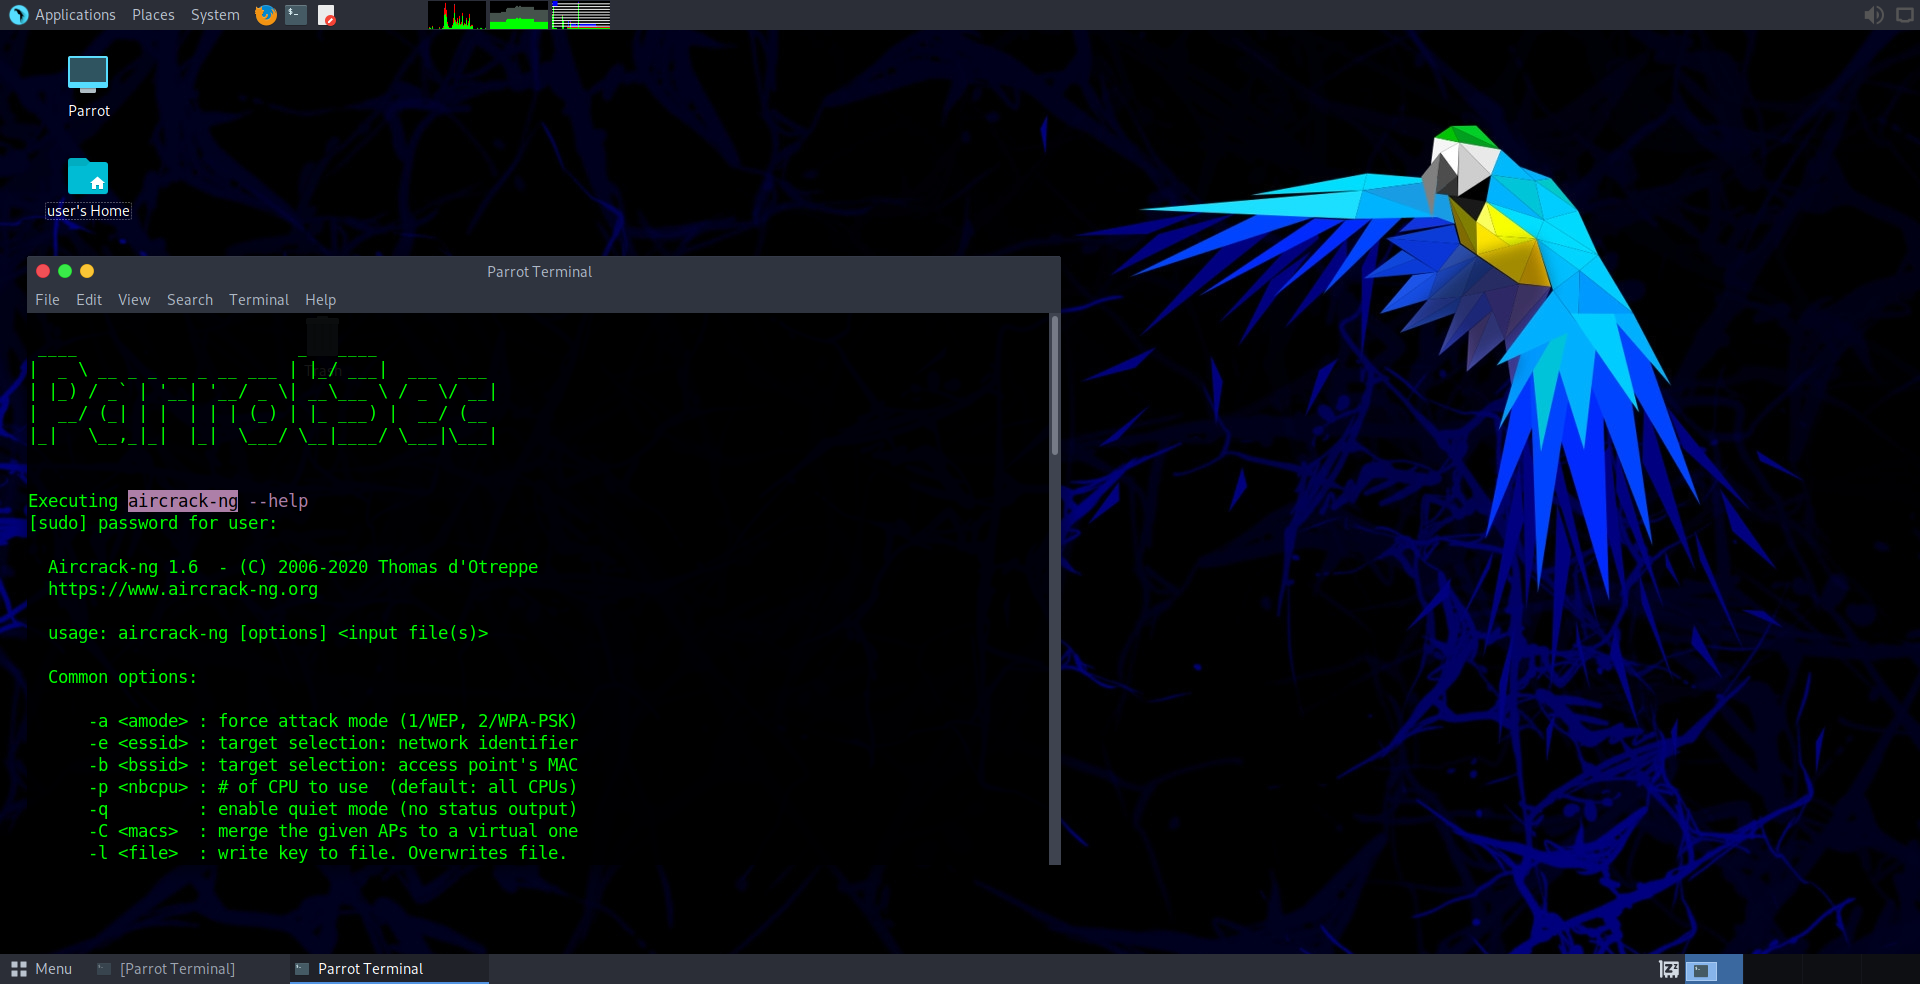 Applications Places System
Parrot
user's Home
Parrot Terminal
File Edit View Search Terminal Help
ParrotSec
Executing aircrack-ng --help
[sudo] password for user:
Aircrack-ng 1.6  - (C) 2006-2020 Thomas d'Otreppe
https://www.aircrack-ng.org
usage: aircrack-ng [options] <input file(s)>
Common options:
-a <amode> : force attack mode (1/WEP, 2/WPA-PSK)
-e <essid> : target selection: network identifier
-b <bssid> : target selection: access point's MAC
-p <nbcpu> : # of CPU to use  (default: all CPUs)
-q         : enable quiet mode (no status output)
-C <macs>  : merge the given APs to a virtual one
-l <file>  : write key to file. Overwrites file.
Menu [Parrot Terminal] Parrot Terminal